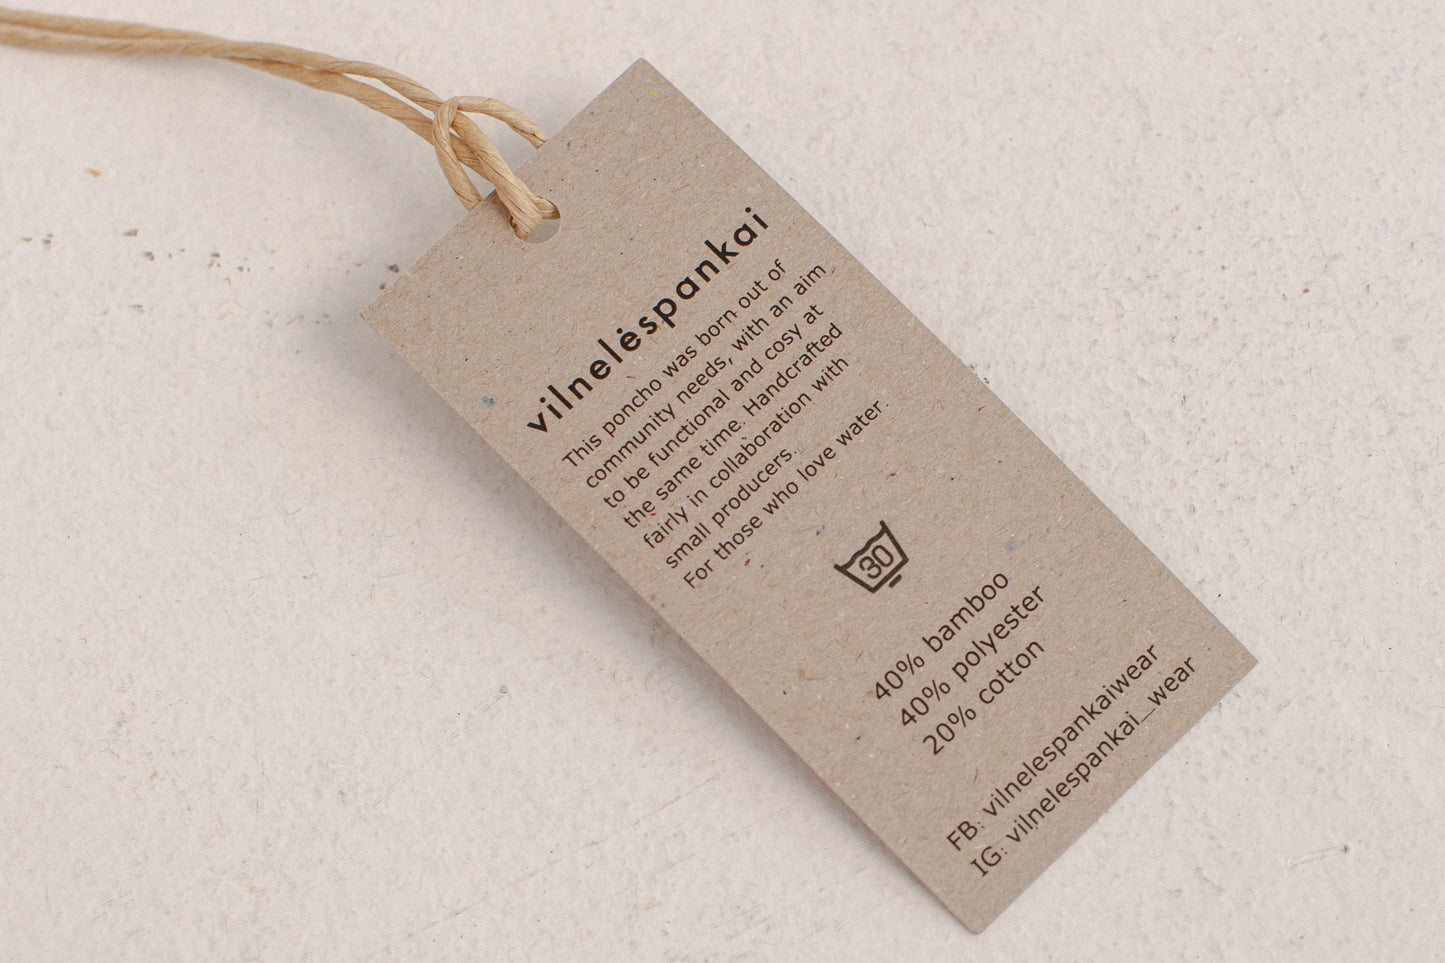 vilnelėspankai
This poncho was born out of
community needs, with an aim
to be functional and cosy at
the same time. Handcrafted
fairly in collaboration with
small producers.
For those who love water.
30
40% bamboo
40% polyester
20% cotton
FB: vilnelespankaiwear
IG: vilnelespankai_wear